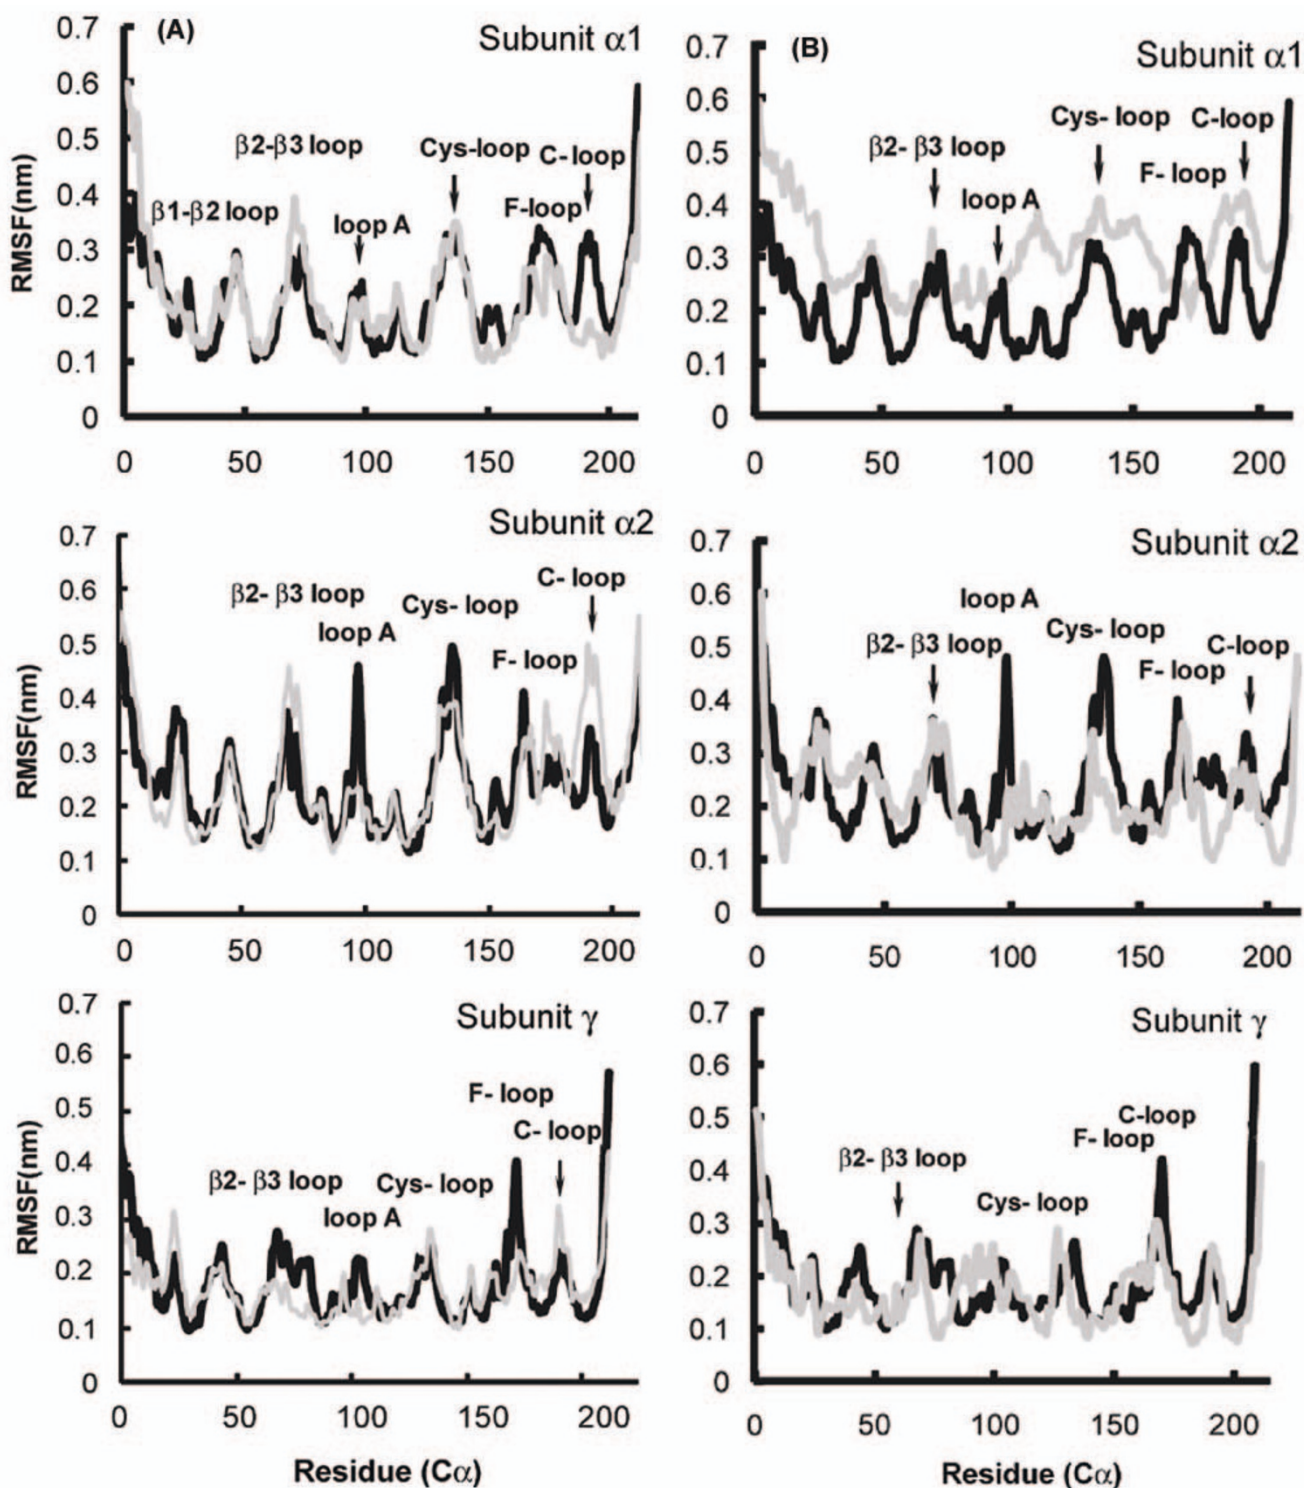 (A)
Subunit α1
0.7
0.6
0.5
0.4
0.3
0.2
0.1
0
RMSF(nm)
β1-β2 loop
β2-β3 loop
loop A
Cys-loop
F-loop
C- loop
0 50 100 150 200
(B)
Subunit α1
0.7
0.6
0.5
0.4
0.3
0.2
0.1
0
β2- β3 loop
loop A
Cys- loop
F- loop
C-loop
0 50 100 150 200
Subunit α2
0.7
0.6
0.5
0.4
0.3
0.2
0.1
0
RMSF(nm)
β2- β3 loop
loop A
Cys- loop
F- loop
C- loop
0 50 100 150 200
Subunit α2
0.7
0.6
0.5
0.4
0.3
0.2
0.1
0
β2- β3 loop
loop A
Cys- loop
F- loop
C-loop
0 50 100 150 200
Subunit γ
0.7
0.6
0.5
0.4
0.3
0.2
0.1
0
RMSF(nm)
β2- β3 loop
loop A
Cys- loop
F- loop
C- loop
0 50 100 150 200
Residue (Cα)
Subunit γ
0.7
0.6
0.5
0.4
0.3
0.2
0.1
0
β2- β3 loop
Cys- loop
F- loop
C-loop
0 50 100 150 200
Residue (Cα)